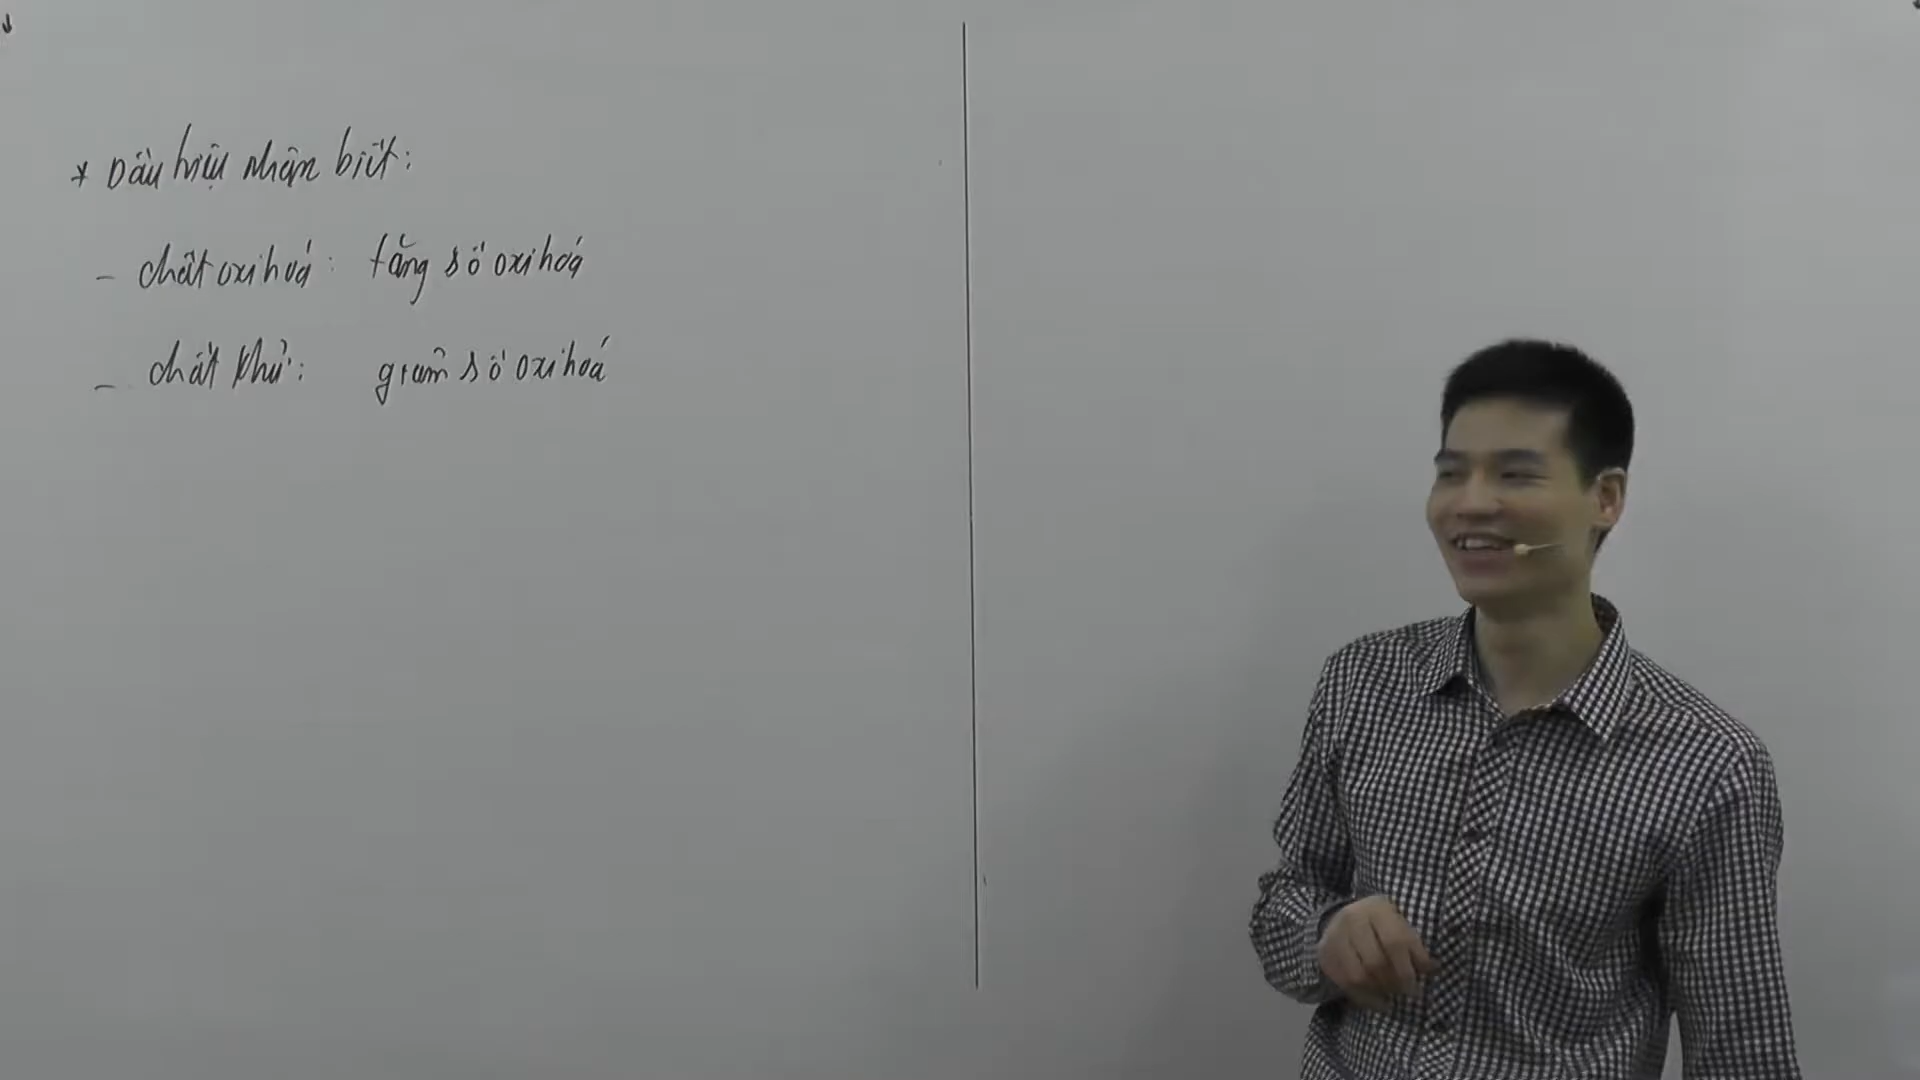 * Dấu hiệu nhận biết:
- chất oxi hoá: tăng số oxi hoá
- chất khử: giảm số oxi hoá